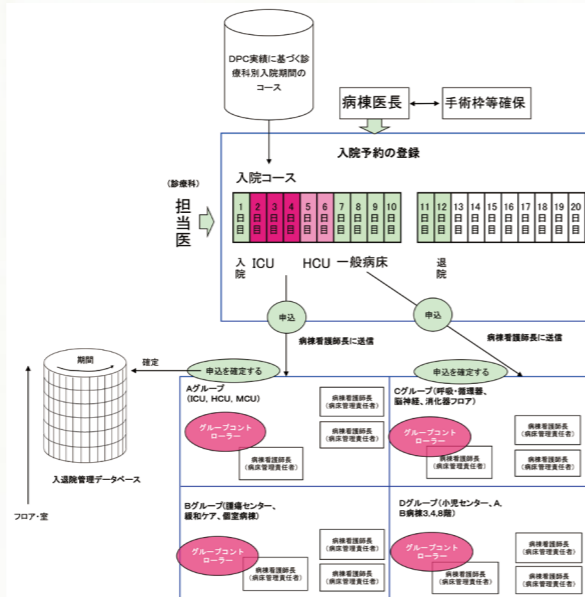 DPC実績に基づく診
療科別入院期間の
コース
病棟医長
手術枠等確保
入院予約の登録
入院コース
(診療科)
担当医
1日目
2日目
3日目
4日目
5日目
6日目
7日目
8日目
9日目
10日目
11日目
12日目
13日目
14日目
15日目
16日目
17日目
18日目
19日目
20日目
入院
ICU
HCU
一般病床
退院
申込
申込
病棟看護師長に送信
病棟看護師長に送信
期間
確定
申込を確定する
申込を確定する
入退院管理データベース
フロア・室
Aグループ
(ICU、HCU、MCU)
病棟看護師長
(病床管理責任者)
病棟看護師長
(病床管理責任者)
グループコント
ローラー
病棟看護師長
(病床管理責任者)
Cグループ(呼吸・循環器、
脳神経、消化器フロア)
病棟看護師長
(病床管理責任者)
病棟看護師長
(病床管理責任者)
グループコント
ローラー
病棟看護師長
(病床管理責任者)
Bグループ(腫瘍センター、
緩和ケア、個室病棟)
病棟看護師長
(病床管理責任者)
病棟看護師長
(病床管理責任者)
グループコント
ローラー
病棟看護師長
(病床管理責任者)
Dグループ(小児センター、A,
B病棟3,4,8階)
病棟看護師長
(病床管理責任者)
病棟看護師長
(病床管理責任者)
グループコント
ローラー
病棟看護師長
(病床管理責任者)